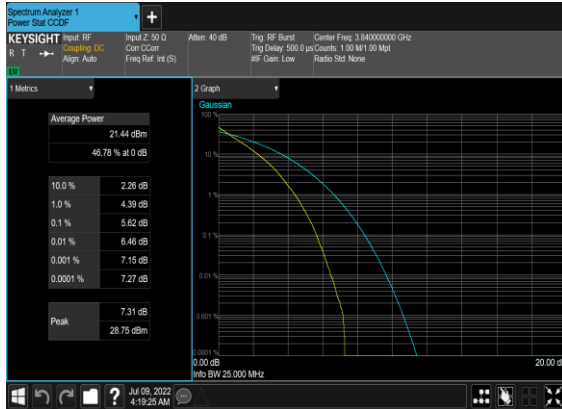 Spectrum Analyzer 1
Power Stat CCDF
+
KEYSIGHT
R T
LU
Input: RF
Coupling: DC
Align: Auto
Input Z: 50 Ω
Corr CCorr
Freq Ref: Int (S)
Atten: 40 dB
Trig: RF Burst
Trig Delay: 500.0 µs
#IF Gain: Low
Center Freq: 3.840000000 GHz
Counts: 1.00 M/1.00 Mpt
Radio Std: None
1 Metrics
Average Power
21.44 dBm
46.78 % at 0 dB
10.0 % 2.26 dB
1.0 % 4.39 dB
0.1 % 5.62 dB
0.01 % 6.46 dB
0.001 % 7.15 dB
0.0001 % 7.27 dB
Peak
7.31 dB
28.75 dBm
2 Graph
Gaussian
100 %
10 %
1 %
0.1 %
0.01 %
0.001 %
0.0001 %
0.00 dB
20.00 d
Info BW 25.000 MHz
?
Jul 09, 2022
4:19:25 AM